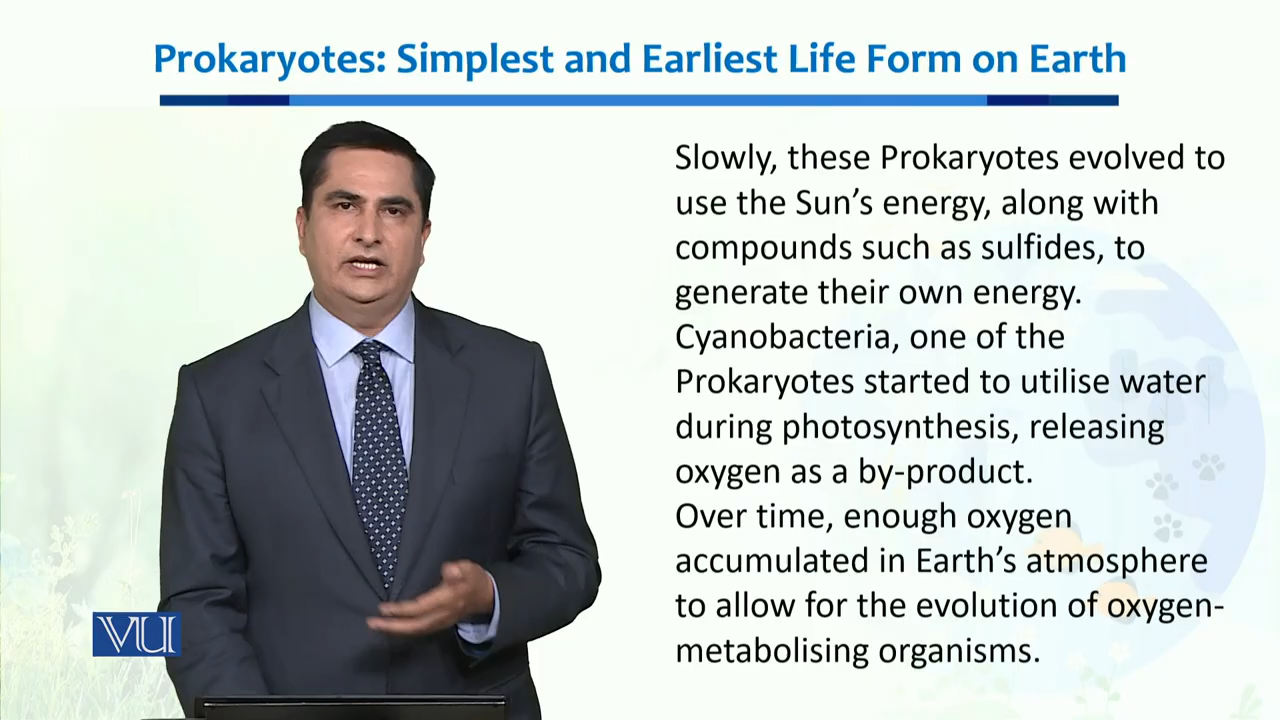 Prokaryotes: Simplest and Earliest Life Form on Earth
Slowly, these Prokaryotes evolved to
use the Sun's energy, along with
compounds such as sulfides, to
generate their own energy.
Cyanobacteria, one of the
Prokaryotes started to utilise water
during photosynthesis, releasing
oxygen as a by-product.
Over time, enough oxygen
accumulated in Earth's atmosphere
to allow for the evolution of oxygen-
metabolising organisms.
VU